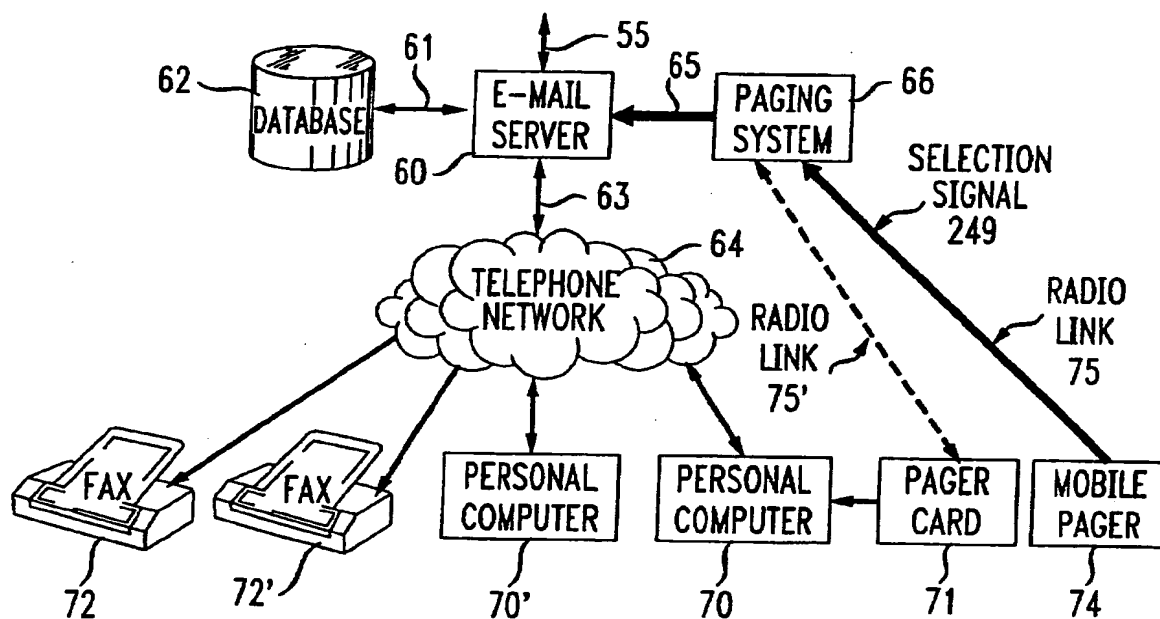 55
61
62
DATABASE
E-MAIL
SERVER
60
65
PAGING
SYSTEM
66
SELECTION
SIGNAL
249
63
TELEPHONE
NETWORK
64
RADIO
LINK
75'
RADIO
LINK
75
FAX
72
FAX
72'
PERSONAL
COMPUTER
70'
PERSONAL
COMPUTER
70
PAGER
CARD
71
MOBILE
PAGER
74